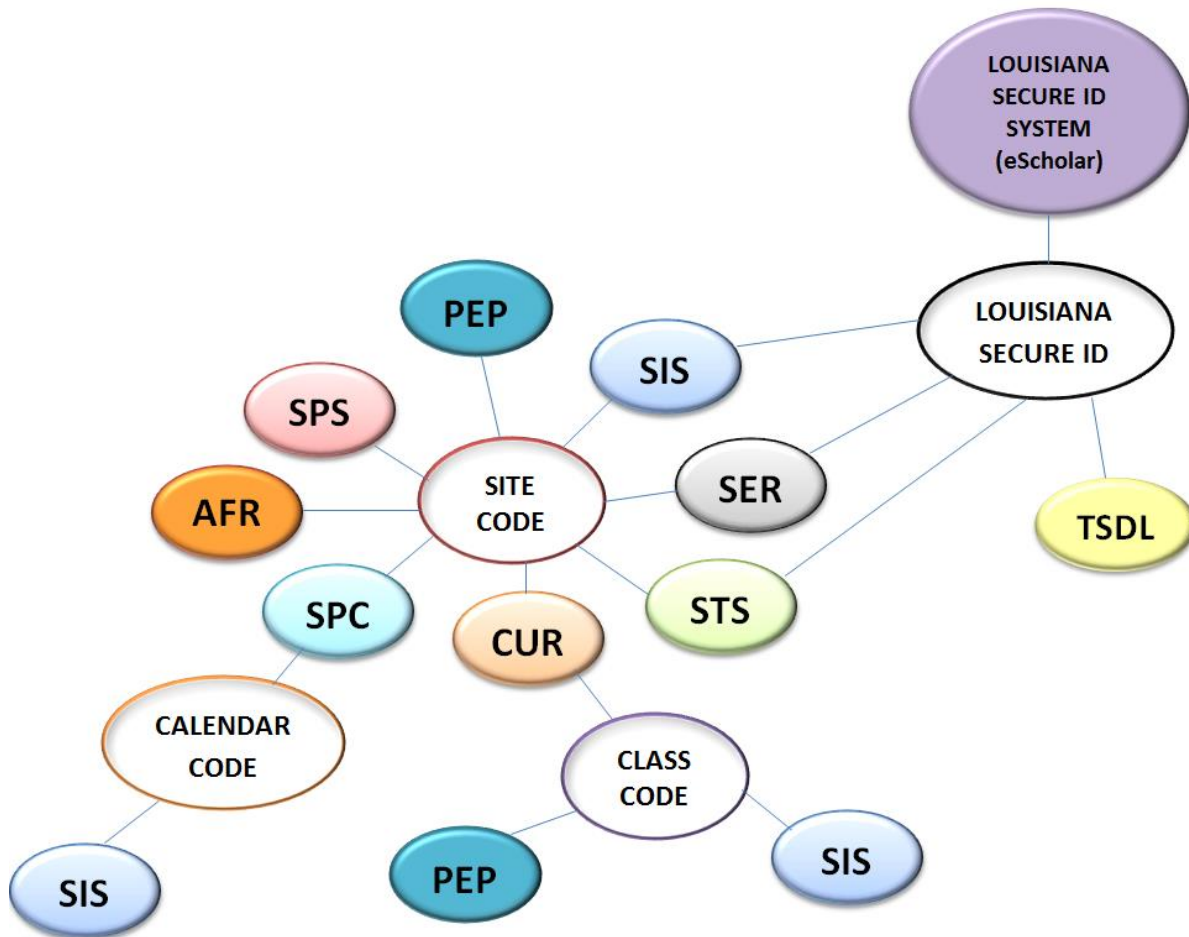 LOUISIANA
SECURE ID
SYSTEM
(eScholar)
PEP
SIS
LOUISIANA
SECURE ID
SPS
SITE
CODE
SER
AFR
TSDL
SPC
CUR
STS
CALENDAR
CODE
CLASS
CODE
SIS
PEP
SIS